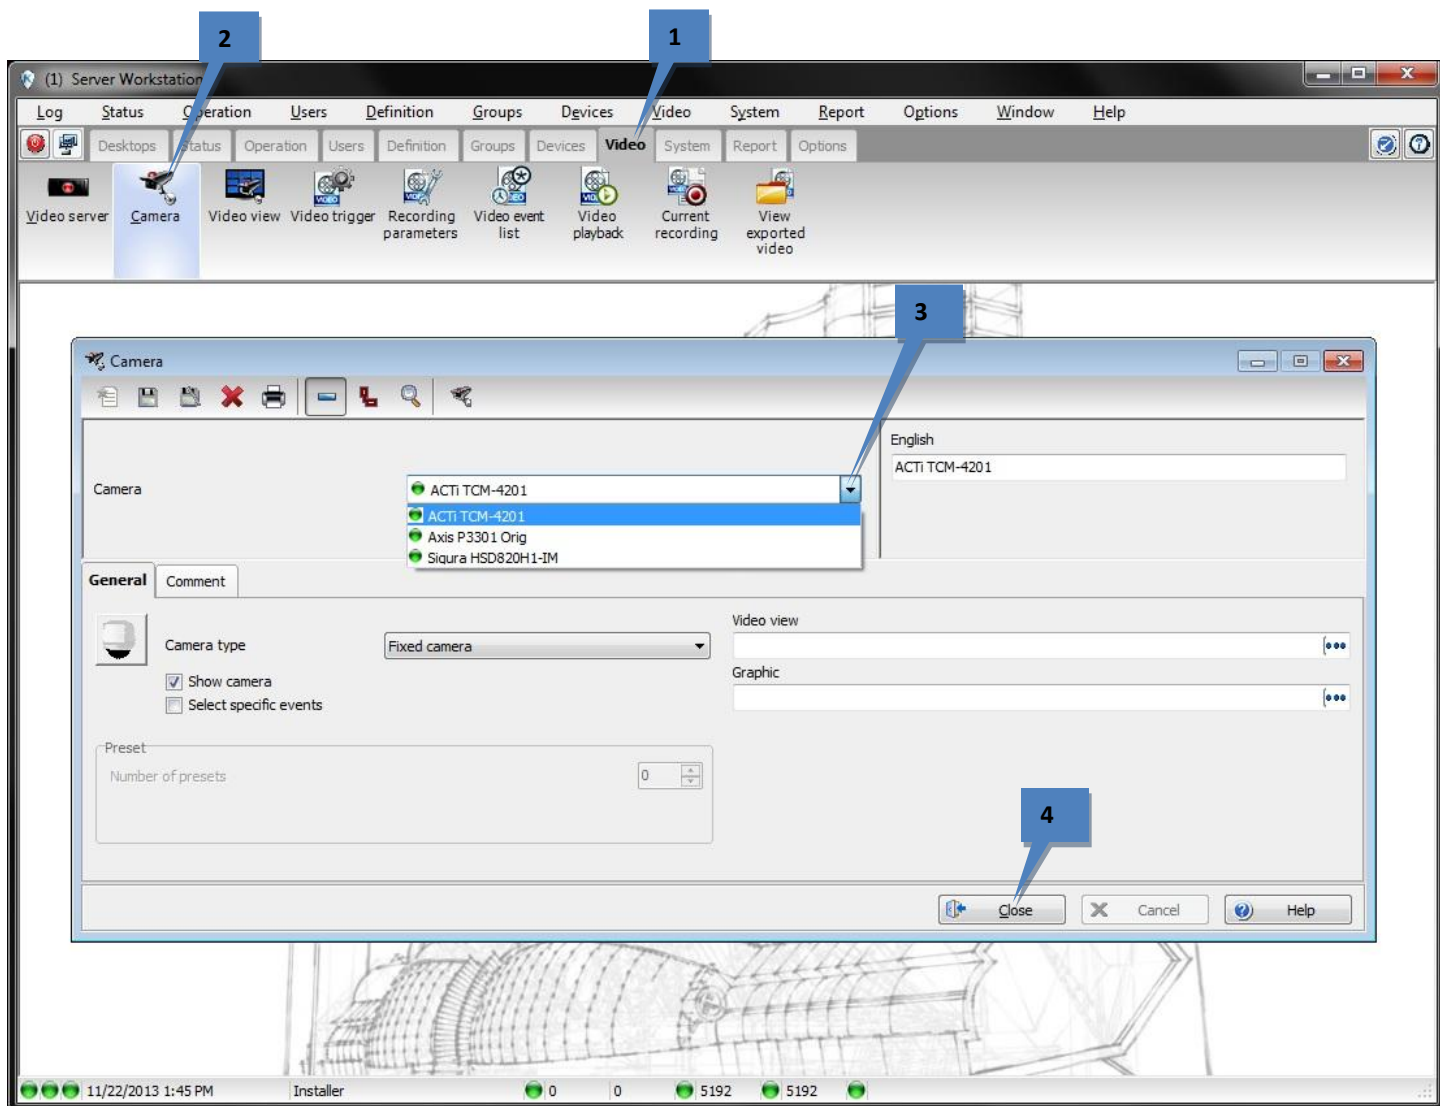 2
1
(1) Server Workstation
Log Status Operation Users Definition Groups Devices Video System Report Options Window Help
Desktops Status Operation Users Definition Groups Devices Video System Report Options
Video server Camera Video view Video trigger Recording parameters Video event list Video playback Current recording View exported video
3
Camera
English
ACTi TCM-4201
Camera
ACTi TCM-4201
ACTi TCM-4201
Axis P3301 Orig
Siqura HSD820H1-IM
General Comment
Video view
Camera type Fixed camera
Graphic
Show camera
Select specific events
Preset
Number of presets 0
4
Close Cancel Help
11/22/2013 1:45 PM Installer 0 0 5192 5192